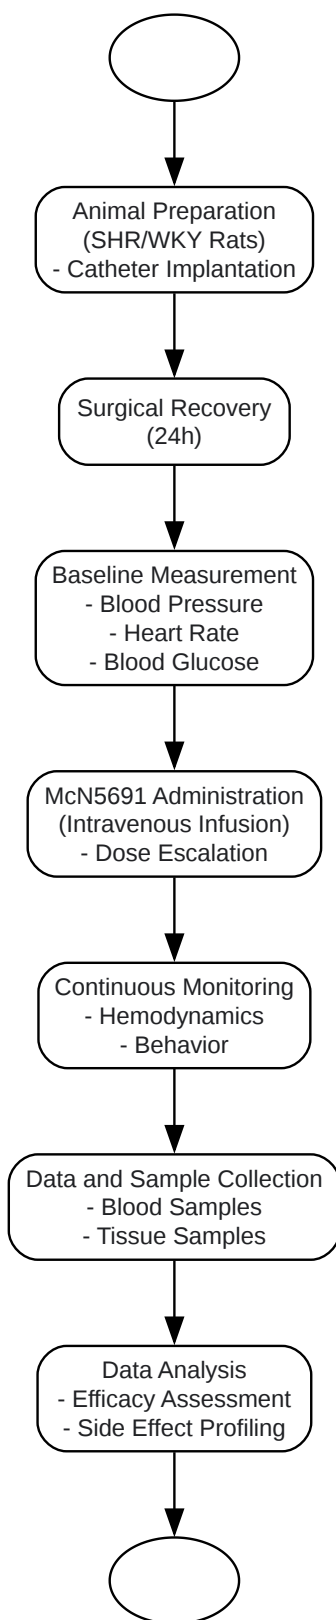 Animal Preparation
(SHR/WKY Rats)
- Catheter Implantation
Surgical Recovery
(24h)
Baseline Measurement
- Blood Pressure
- Heart Rate
- Blood Glucose
McN5691 Administration
(Intravenous Infusion)
- Dose Escalation
Continuous Monitoring
- Hemodynamics
- Behavior
Data and Sample Collection
- Blood Samples
- Tissue Samples
Data Analysis
- Efficacy Assessment
- Side Effect Profiling